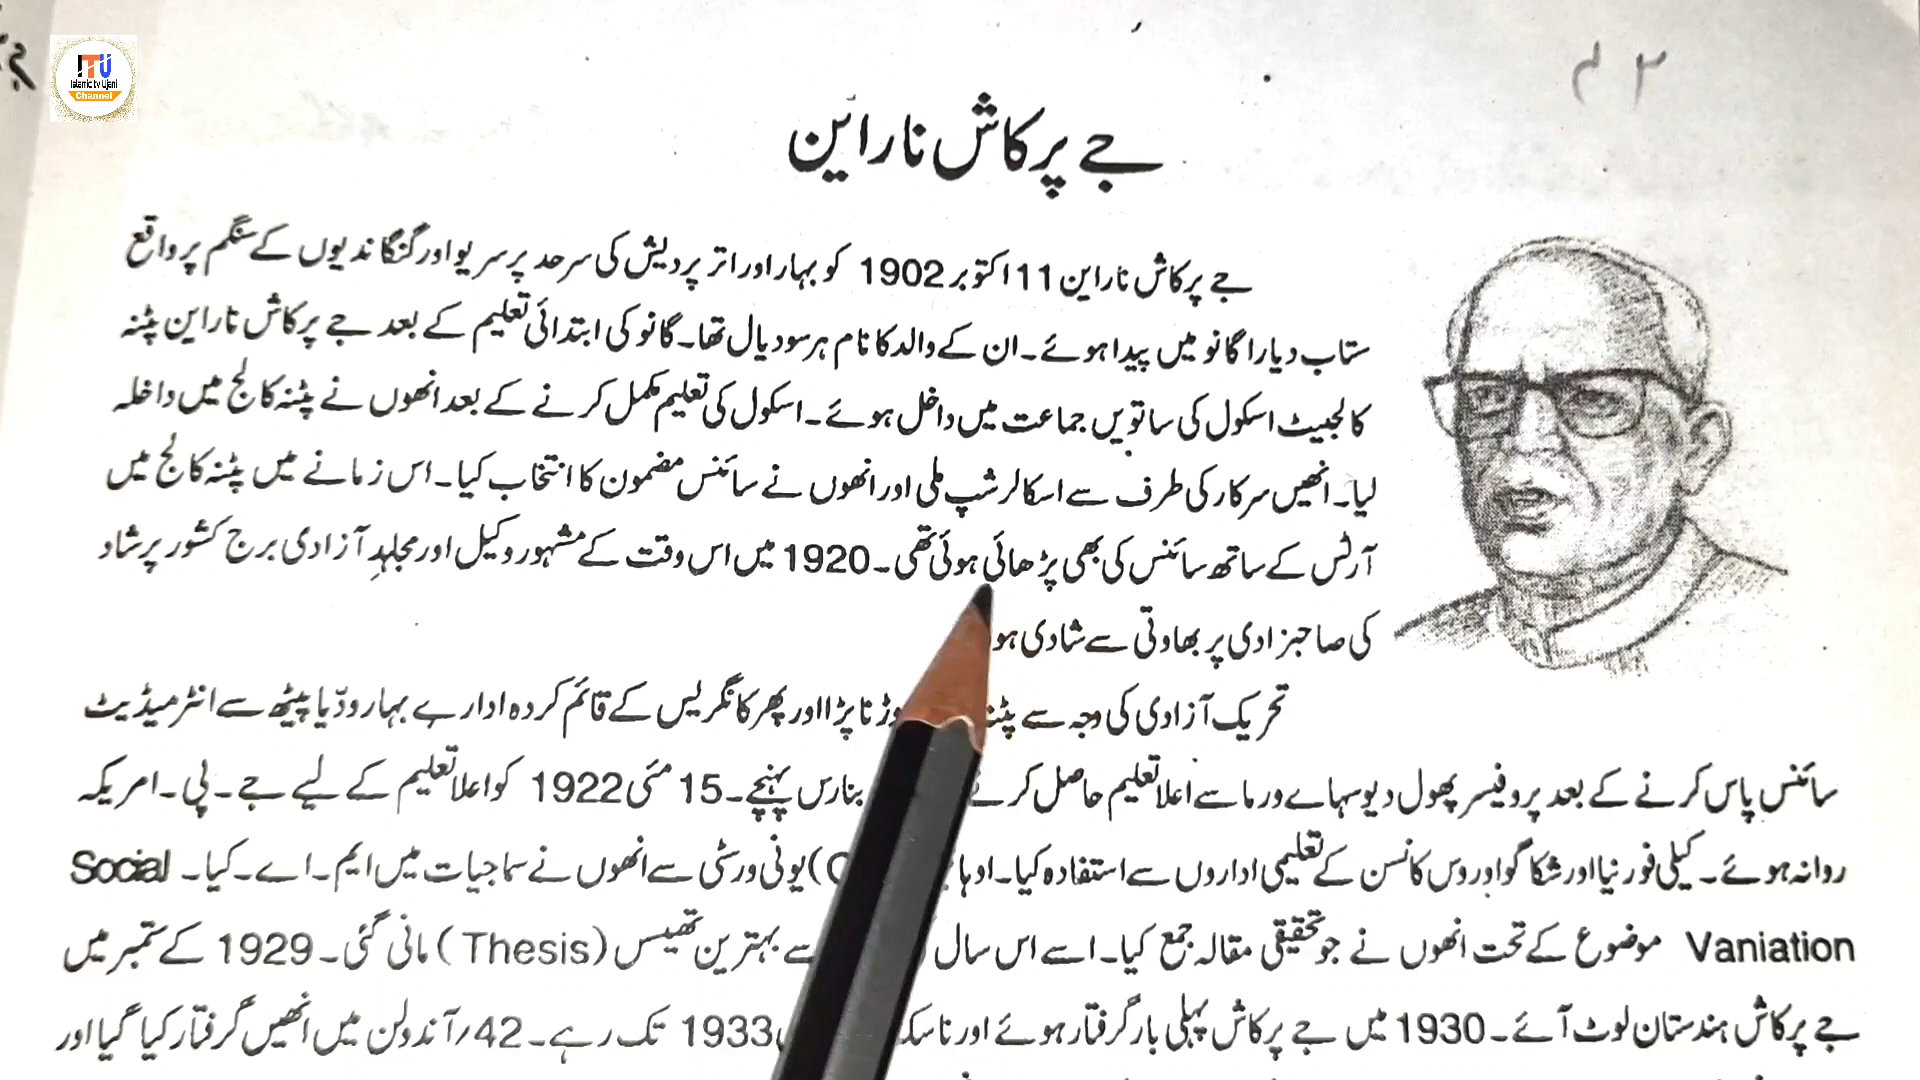 ITU
Islamic tv Ujani
Channel
جے پرکاش نارائن
جے پرکاش نارائن 11 اکتوبر 1902 کو بہار اور اتر پردیش کی سرحد پر سریو اور گنگا ندیوں کے سنگم پر واقع
ستاب دیارا گانو میں پیدا ہوئے۔ ان کے والد کا نام ہرسو دیال تھا۔ گانو کی ابتدائی تعلیم کے بعد جے پرکاش ناراین پٹنہ
کالجیٹ اسکول کی ساتویں جماعت میں داخل ہوئے۔ اسکول کی تعلیم مکمل کرنے کے بعد انھوں نے پٹنہ کالج میں داخلہ
لیا۔ انھیں سرکار کی طرف سے اسکالرشپ ملی اور انھوں نے سائنس مضمون کا انتخاب کیا۔ اس زمانے میں پٹنہ کالج میں
آرٹس کے ساتھ سائنس کی بھی پڑھائی ہوئی تھی۔ 1920 میں اس وقت کے مشہور وکیل اور مجاہدِ آزادی برج کشور پرشاد
کی صاحبزادی پربھاوتی سے شادی ہو
تحریک آزادی کی وجہ سے پٹنہ وڑنا پڑا اور پھر کانگریس کے قائم کردہ ادارے بہار ودّیا پیٹھ سے انٹرمیڈیٹ
سائنس پاس کرنے کے بعد پروفیسر پھول دیو سہاے ورما سے اعلا تعلیم حاصل کرنے بنارس پہنچے۔ 15 مئی 1922 کو اعلا تعلیم کے لیے جے۔ پی۔ امریکہ
روانہ ہوئے۔ کیلی فورنیا اور شکاگو اور وس کانسن کے تعلیمی اداروں سے استفادہ کیا۔ اوہا یونی ورسٹی سے انھوں نے سماجیات میں ایم۔ اے۔ کیا۔ Social
Vaniation موضوع کے تحت انھوں نے جو تحقیقی مقالہ جمع کیا۔ اسے اس سال سے بہترین تھیسس (Thesis) مانی گئی۔ 1929 کے ستمبر میں
جے پرکاش ہندستان لوٹ آئے۔ 1930 میں جے پرکاش پہلی بار گرفتار ہوئے اور ناسک 1933 تک رہے۔ 42/ آندولن میں انھیں گرفتار کیا گیا اور